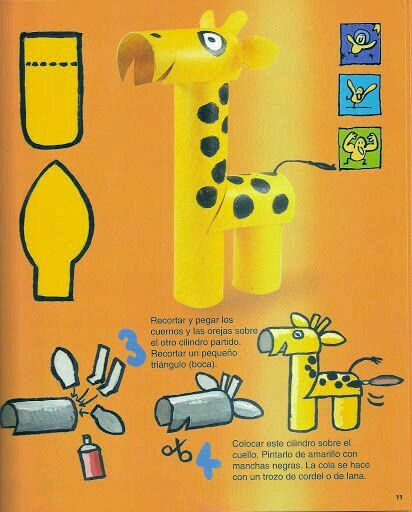 3
Recortar y pegar los
cuernos y las orejas sobre
el otro cilindro partido.
Recortar un pequeño
triángulo (boca).
4
Colocar este cilindro sobre el
cuello. Pintarlo de amarillo con
manchas negras. La cola se hace
con un trozo de cordel o de lana.
11